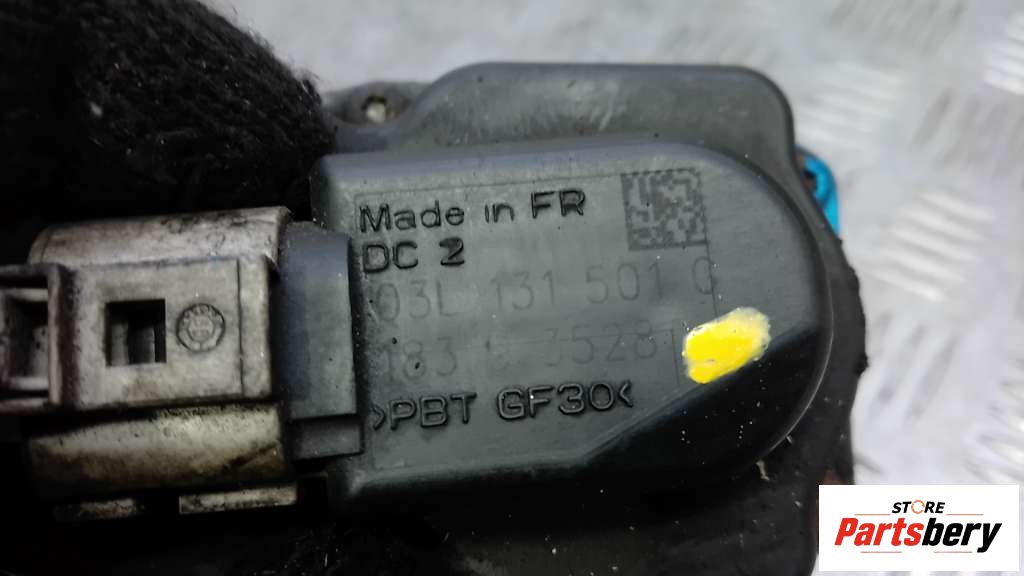 Made in FR
DC 2
03L 131 501
>PBT GF30<
STORE
Partsbery